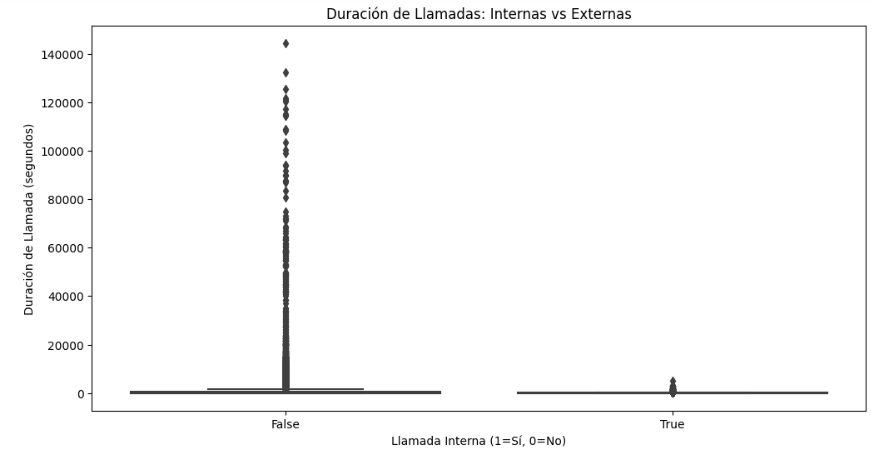 Duración de Llamadas: Internas vs Externas
140000
120000
100000
80000
60000
40000
20000
0
Duración de Llamada (segundos)
False
True
Llamada Interna (1=Sí, 0=No)